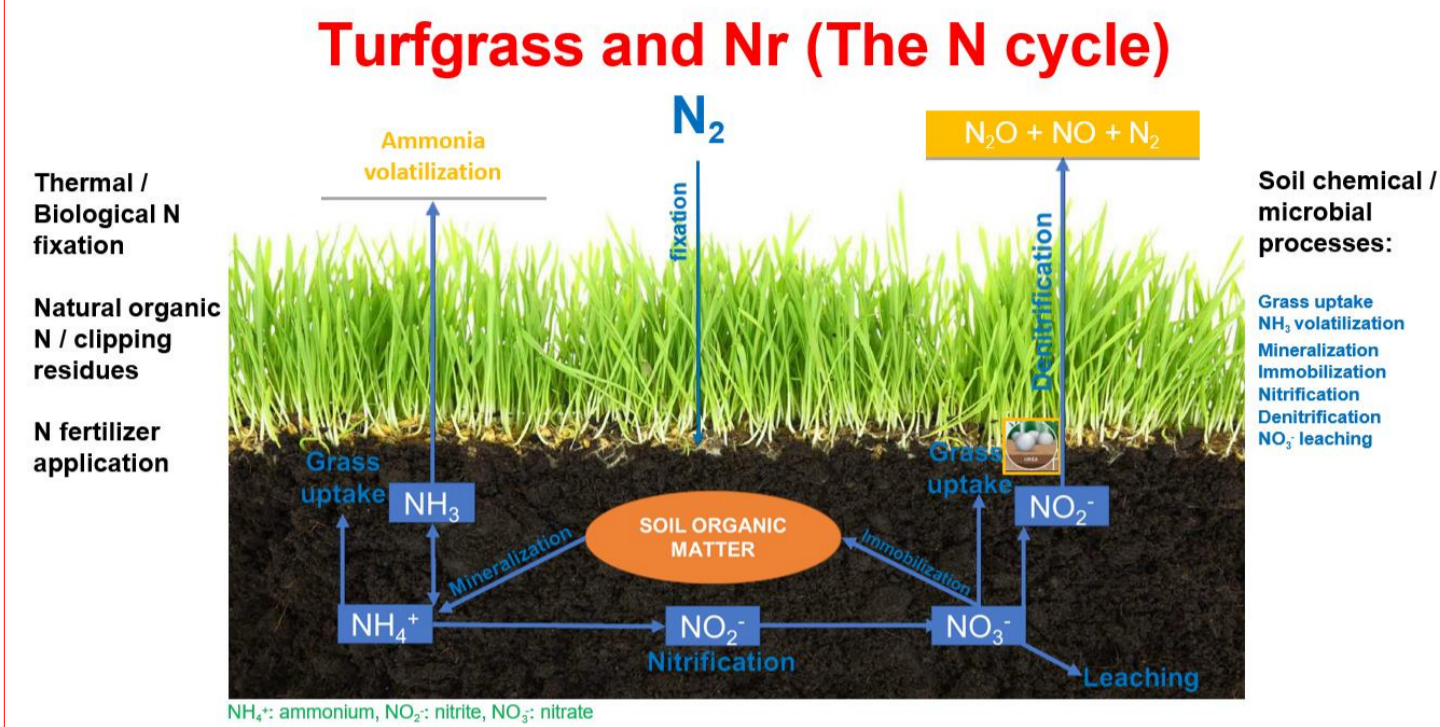 Turfgrass and Nr (The N cycle)
N₂
Ammonia
volatilization
N₂O + NO + N₂
Thermal /
Biological N
fixation
Natural organic
N / clipping
residues
N fertilizer
application
fixation
Denitrification
Soil chemical /
microbial
processes:
Grass uptake
NH₃ volatilization
Mineralization
Immobilization
Nitrification
Denitrification
NO₃⁻ leaching
Grass
uptake
NH₃
SOIL ORGANIC
MATTER
Grass
uptake
UREA
NO₂⁻
Mineralization
Immobilization
NH₄⁺
NO₂⁻
Nitrification
NO₃⁻
Leaching
NH₄⁺: ammonium, NO₂⁻: nitrite, NO₃⁻: nitrate